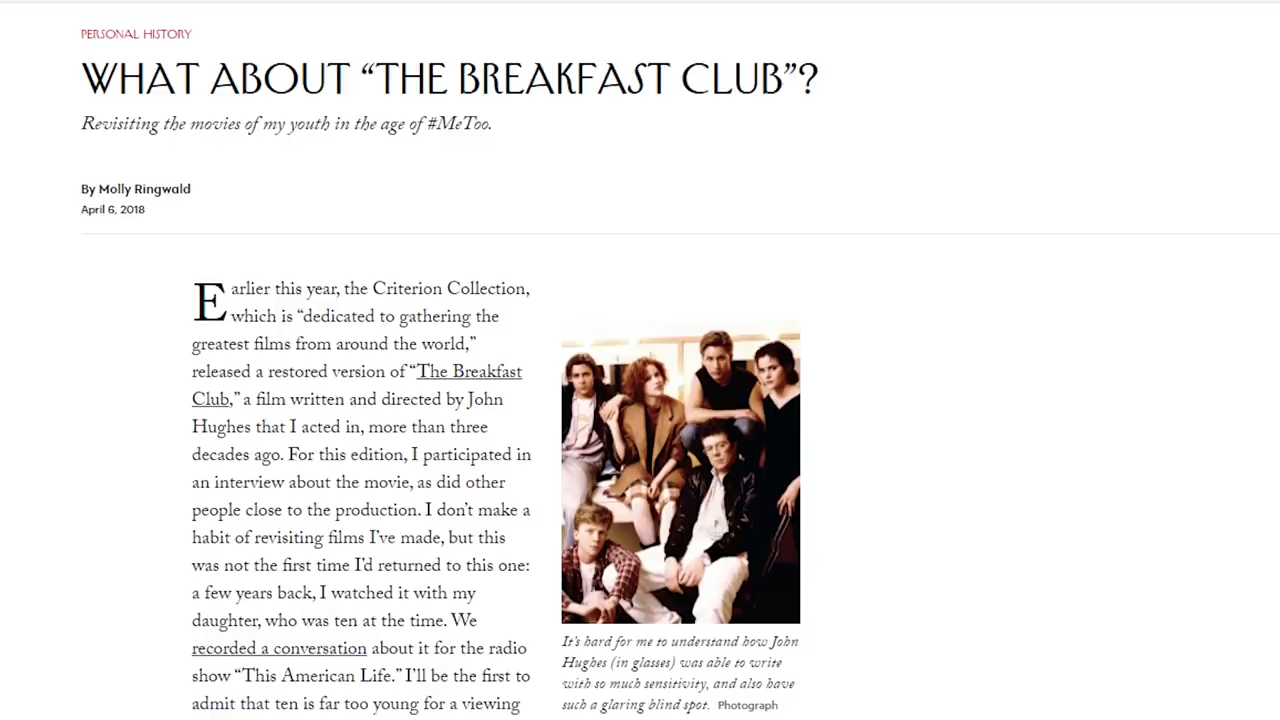 PERSONAL HISTORY
WHAT ABOUT “THE BREAKFAST CLUB”?
Revisiting the movies of my youth in the age of #MeToo.
By Molly Ringwald
April 6, 2018
Earlier this year, the Criterion Collection,
which is “dedicated to gathering the
greatest films from around the world,”
released a restored version of “The Breakfast
Club,” a film written and directed by John
Hughes that I acted in, more than three
decades ago. For this edition, I participated in
an interview about the movie, as did other
people close to the production. I don’t make a
habit of revisiting films I’ve made, but this
was not the first time I’d returned to this one:
a few years back, I watched it with my
daughter, who was ten at the time. We
recorded a conversation about it for the radio
show “This American Life.” I’ll be the first to
admit that ten is far too young for a viewing
It’s hard for me to understand how John
Hughes (in glasses) was able to write
with so much sensitivity, and also have
such a glaring blind spot. Photograph